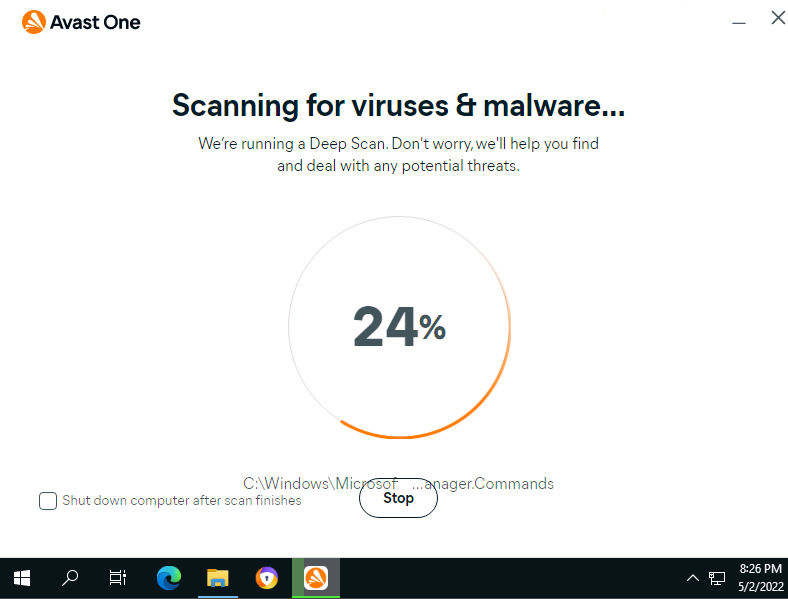 Avast One
Scanning for viruses & malware...
We're running a Deep Scan. Don't worry, we'll help you find
and deal with any potential threats.
24%
C:\Windows\Microsof ...anager.Commands
Shut down computer after scan finishes
Stop
8:26 PM
5/2/2022